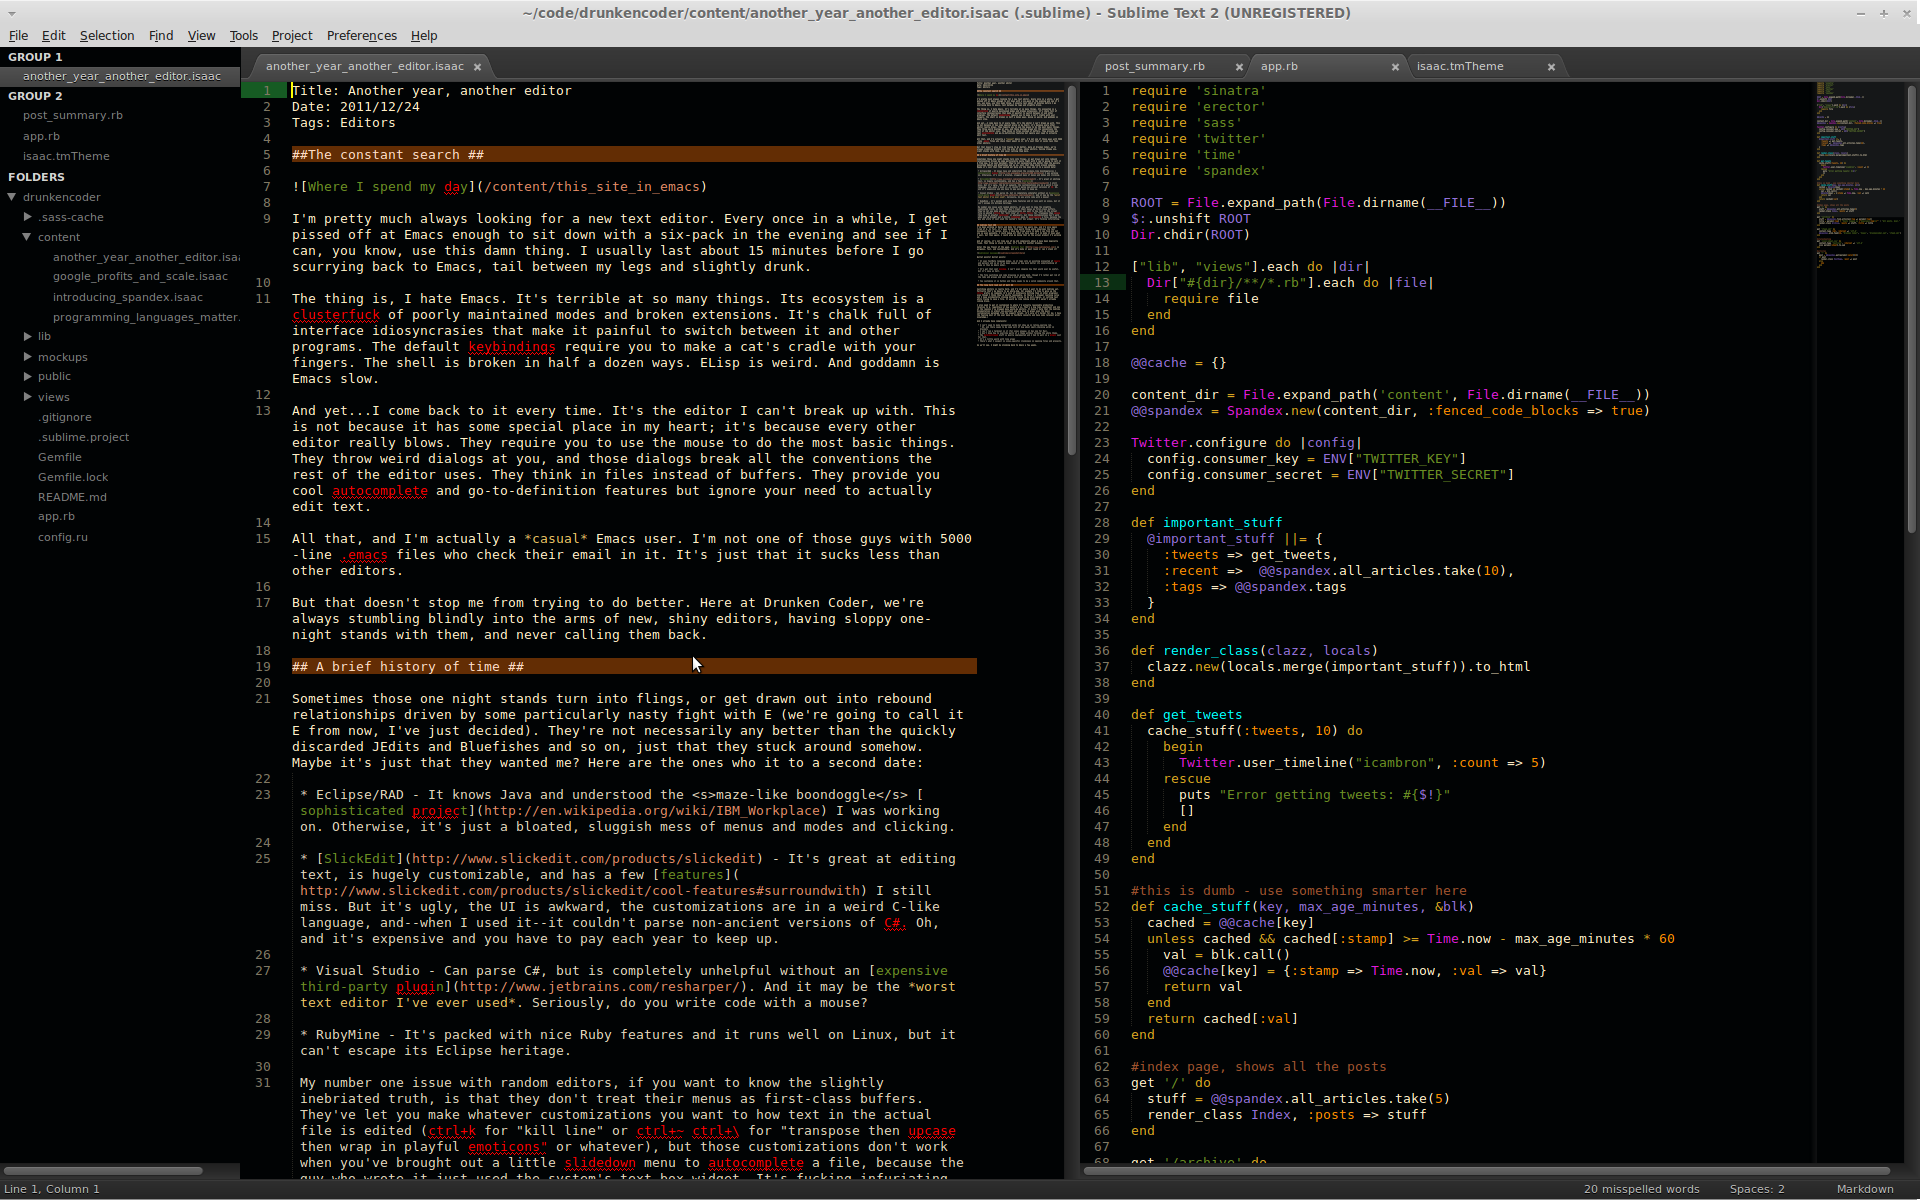 ~/code/drunkencoder/content/another_year_another_editor.isaac (.sublime) - Sublime Text 2 (UNREGISTERED)
File Edit Selection Find View Tools Project Preferences Help
GROUP 1
another_year_another_editor.isaac
GROUP 2
post_summary.rb
app.rb
isaac.tmTheme
FOLDERS
drunkencoder
.sass-cache
content
another_year_another_editor.isaa
google_profits_and_scale.isaac
introducing_spandex.isaac
programming_languages_matter.
lib
mockups
public
views
.gitignore
.sublime.project
Gemfile
Gemfile.lock
README.md
app.rb
config.ru
another_year_another_editor.isaac
1 Title: Another year, another editor
2 Date: 2011/12/24
3 Tags: Editors
4
5 ##The constant search ##
6
7 ![Where I spend my day](/content/this_site_in_emacs)
8
9 I'm pretty much always looking for a new text editor. Every once in a while, I get
pissed off at Emacs enough to sit down with a six-pack in the evening and see if I
can, you know, use this damn thing. I usually last about 15 minutes before I go
scurrying back to Emacs, tail between my legs and slightly drunk.
10
11 The thing is, I hate Emacs. It's terrible at so many things. Its ecosystem is a
clusterfuck of poorly maintained modes and broken extensions. It's chalk full of
interface idiosyncrasies that make it painful to switch between it and other
programs. The default keybindings require you to make a cat's cradle with your
fingers. The shell is broken in half a dozen ways. ELisp is weird. And goddamn is
Emacs slow.
12
13 And yet...I come back to it every time. It's the editor I can't break up with. This
is not because it has some special place in my heart; it's because every other
editor really blows. They require you to use the mouse to do the most basic things.
They throw weird dialogs at you, and those dialogs break all the conventions the
rest of the editor uses. They think in files instead of buffers. They provide you
cool autocomplete and go-to-definition features but ignore your need to actually
edit text.
14
15 All that, and I'm actually a *casual* Emacs user. I'm not one of those guys with 5000
-line .emacs files who check their email in it. It's just that it sucks less than
other editors.
16
17 But that doesn't stop me from trying to do better. Here at Drunken Coder, we're
always stumbling blindly into the arms of new, shiny editors, having sloppy one-
night stands with them, and never calling them back.
18
19 ## A brief history of time ##
20
21 Sometimes those one night stands turn into flings, or get drawn out into rebound
relationships driven by some particularly nasty fight with E (we're going to call it
E from now, I've just decided). They're not necessarily any better than the quickly
discarded JEdits and Bluefishes and so on, just that they stuck around somehow.
Maybe it's just that they wanted me? Here are the ones who it to a second date:
22
23 * Eclipse/RAD - It knows Java and understood the <s>maze-like boondoggle</s> [
sophisticated project](http://en.wikipedia.org/wiki/IBM_Workplace) I was working
on. Otherwise, it's just a bloated, sluggish mess of menus and modes and clicking.
24
25 * [SlickEdit](http://www.slickedit.com/products/slickedit) - It's great at editing
text, is hugely customizable, and has a few [features](
http://www.slickedit.com/products/slickedit/cool-features#surroundwith) I still
miss. But it's ugly, the UI is awkward, the customizations are in a weird C-like
language, and--when I used it--it couldn't parse non-ancient versions of C#. Oh,
and it's expensive and you have to pay each year to keep up.
26
27 * Visual Studio - Can parse C#, but is completely unhelpful without an [expensive
third-party plugin](http://www.jetbrains.com/resharper/). And it may be the *worst
text editor I've ever used*. Seriously, do you write code with a mouse?
28
29 * RubyMine - It's packed with nice Ruby features and it runs well on Linux, but it
can't escape its Eclipse heritage.
30
31 My number one issue with random editors, if you want to know the slightly
inebriated truth, is that they don't treat their menus as first-class buffers.
They've let you make whatever customizations you want to how text in the actual
file is edited (ctrl+k for "kill line" or ctrl+~ ctrl+\ for "transpose then upcase
then wrap in playful emoticons" or whatever), but those customizations don't work
when you've brought out a little slidedown menu to autocomplete a file, because the
guy who wrote it just used the system's text box widget. It's fucking infuriating.
post_summary.rb app.rb isaac.tmTheme
1 require 'sinatra'
2 require 'erector'
3 require 'sass'
4 require 'twitter'
5 require 'time'
6 require 'spandex'
7
8 ROOT = File.expand_path(File.dirname(__FILE__))
9 $:.unshift ROOT
10 Dir.chdir(ROOT)
11
12 ["lib", "views"].each do |dir|
13 Dir["#{dir}/**/*.rb"].each do |file|
14 require file
15 end
16 end
17
18 @@cache = {}
19
20 content_dir = File.expand_path('content', File.dirname(__FILE__))
21 @@spandex = Spandex.new(content_dir, :fenced_code_blocks => true)
22
23 Twitter.configure do |config|
24 config.consumer_key = ENV["TWITTER_KEY"]
25 config.consumer_secret = ENV["TWITTER_SECRET"]
26 end
27
28 def important_stuff
29 @important_stuff ||= {
30 :tweets => get_tweets,
31 :recent =>  @@spandex.all_articles.take(10),
32 :tags => @@spandex.tags
33 }
34 end
35
36 def render_class(clazz, locals)
37 clazz.new(locals.merge(important_stuff)).to_html
38 end
39
40 def get_tweets
41 cache_stuff(:tweets, 10) do
42 begin
43 Twitter.user_timeline("icambron", :count => 5)
44 rescue
45 puts "Error getting tweets: #{$!}"
46 []
47 end
48 end
49 end
50
51 #this is dumb - use something smarter here
52 def cache_stuff(key, max_age_minutes, &blk)
53 cached = @@cache[key]
54 unless cached && cached[:stamp] >= Time.now - max_age_minutes * 60
55 val = blk.call()
56 @@cache[key] = {:stamp => Time.now, :val => val}
57 return val
58 end
59 return cached[:val]
60 end
61
62 #index page, shows all the posts
63 get '/' do
64 stuff = @@spandex.all_articles.take(5)
65 render_class Index, :posts => stuff
66 end
67
68 get '/archive' do
Line 1, Column 1
20 misspelled words Spaces: 2 Markdown